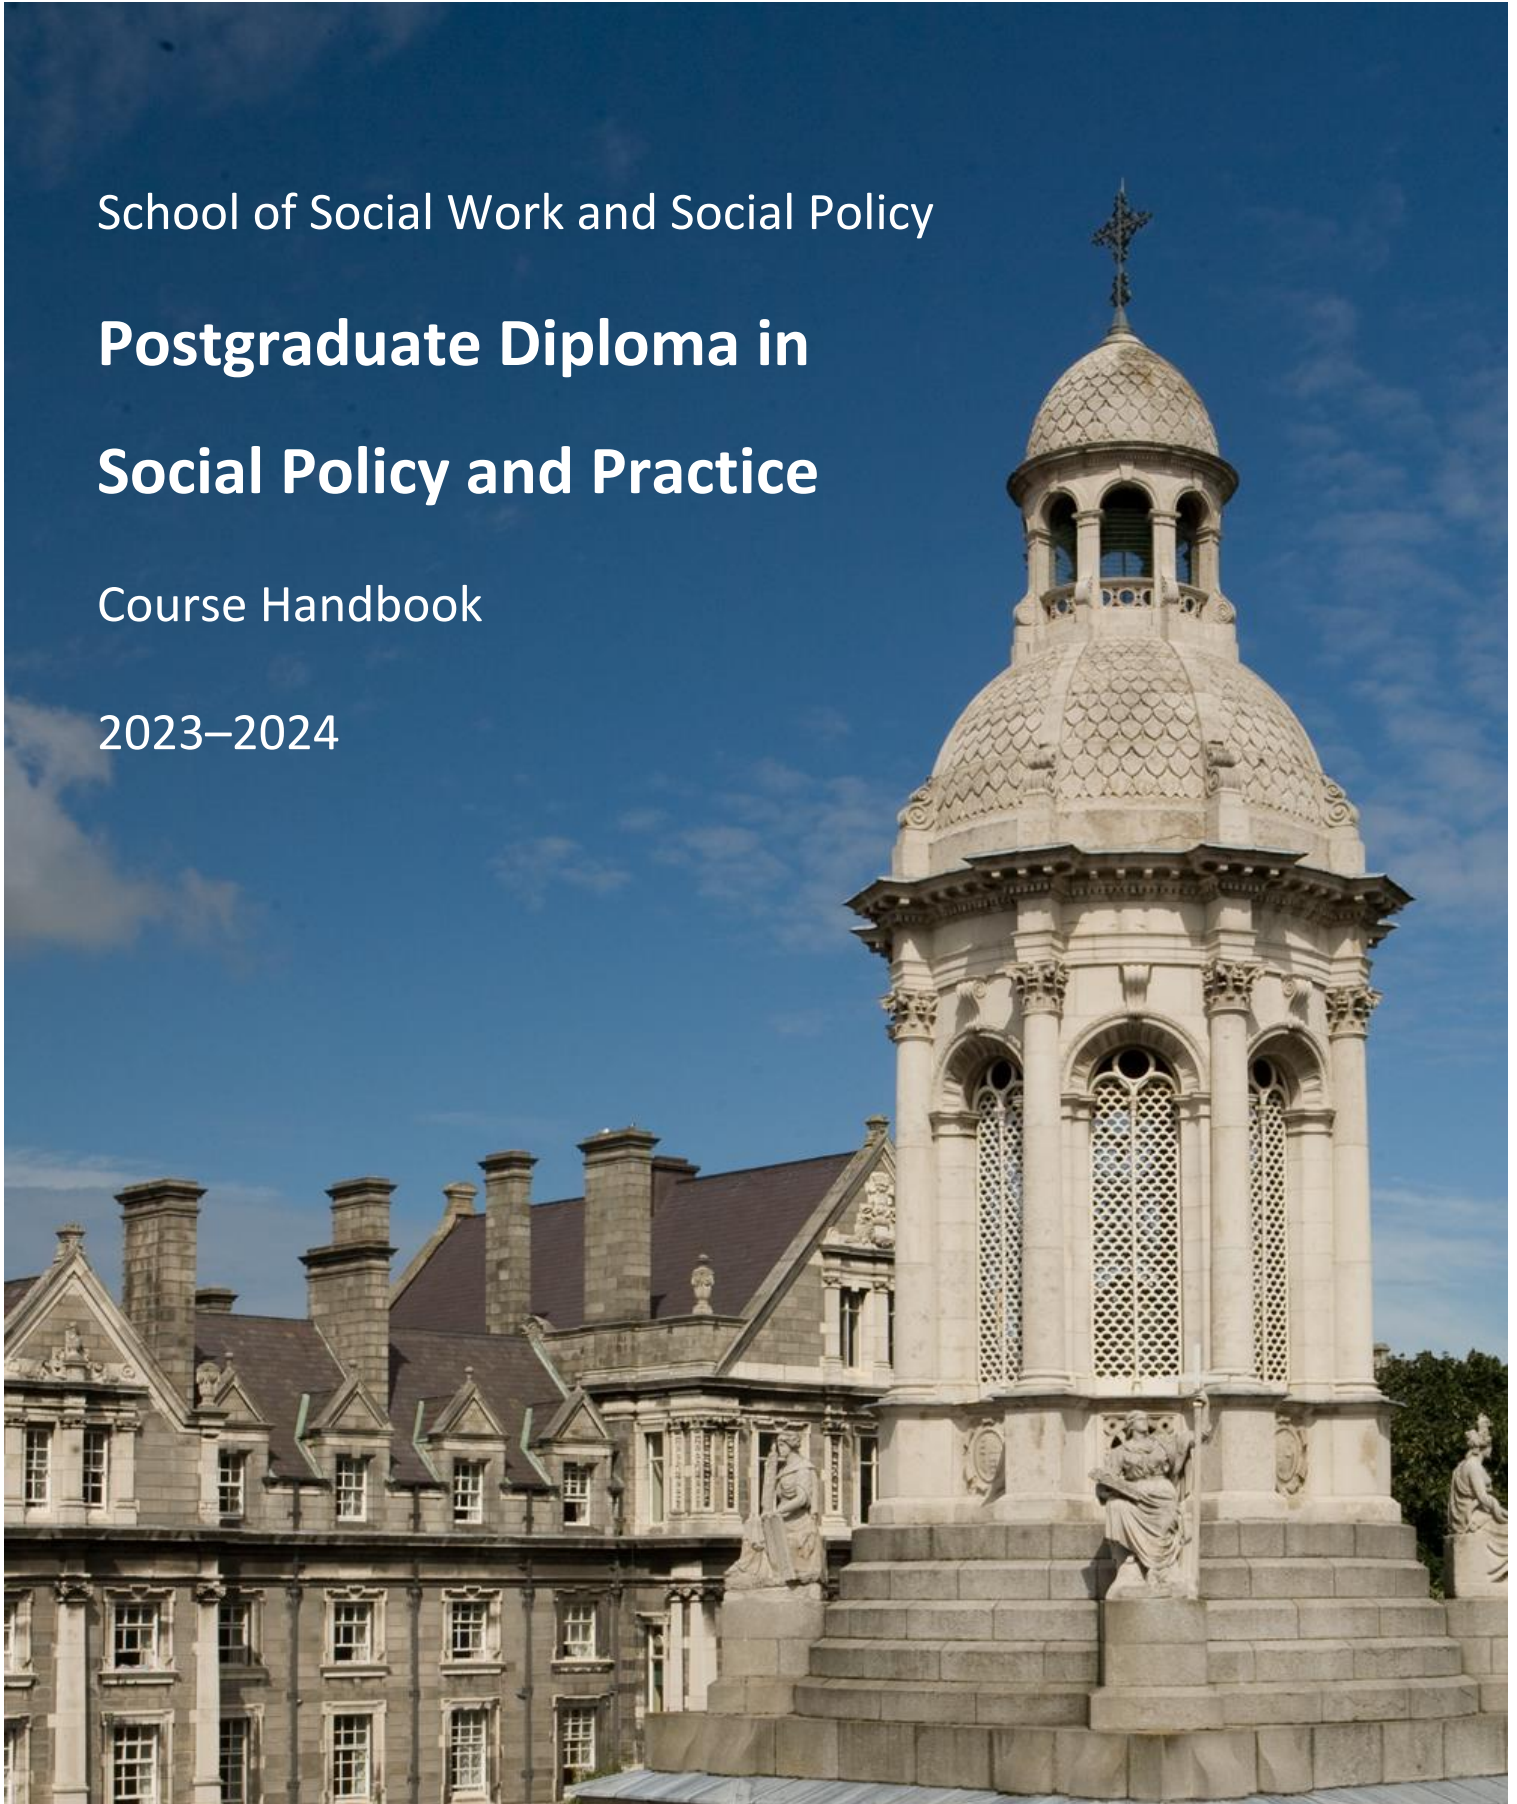 School of Social Work and Social Policy
Postgraduate Diploma in
Social Policy and Practice
Course Handbook
2023–2024